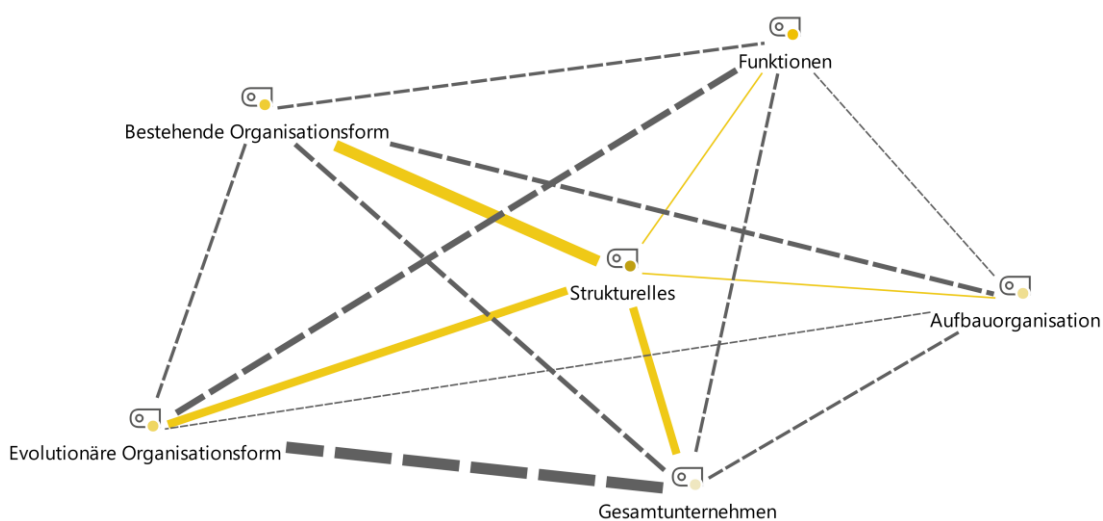 Funktionen
Bestehende Organisationsform
Strukturelles
Aufbauorganisation
Evolutionäre Organisationsform
Gesamtunternehmen